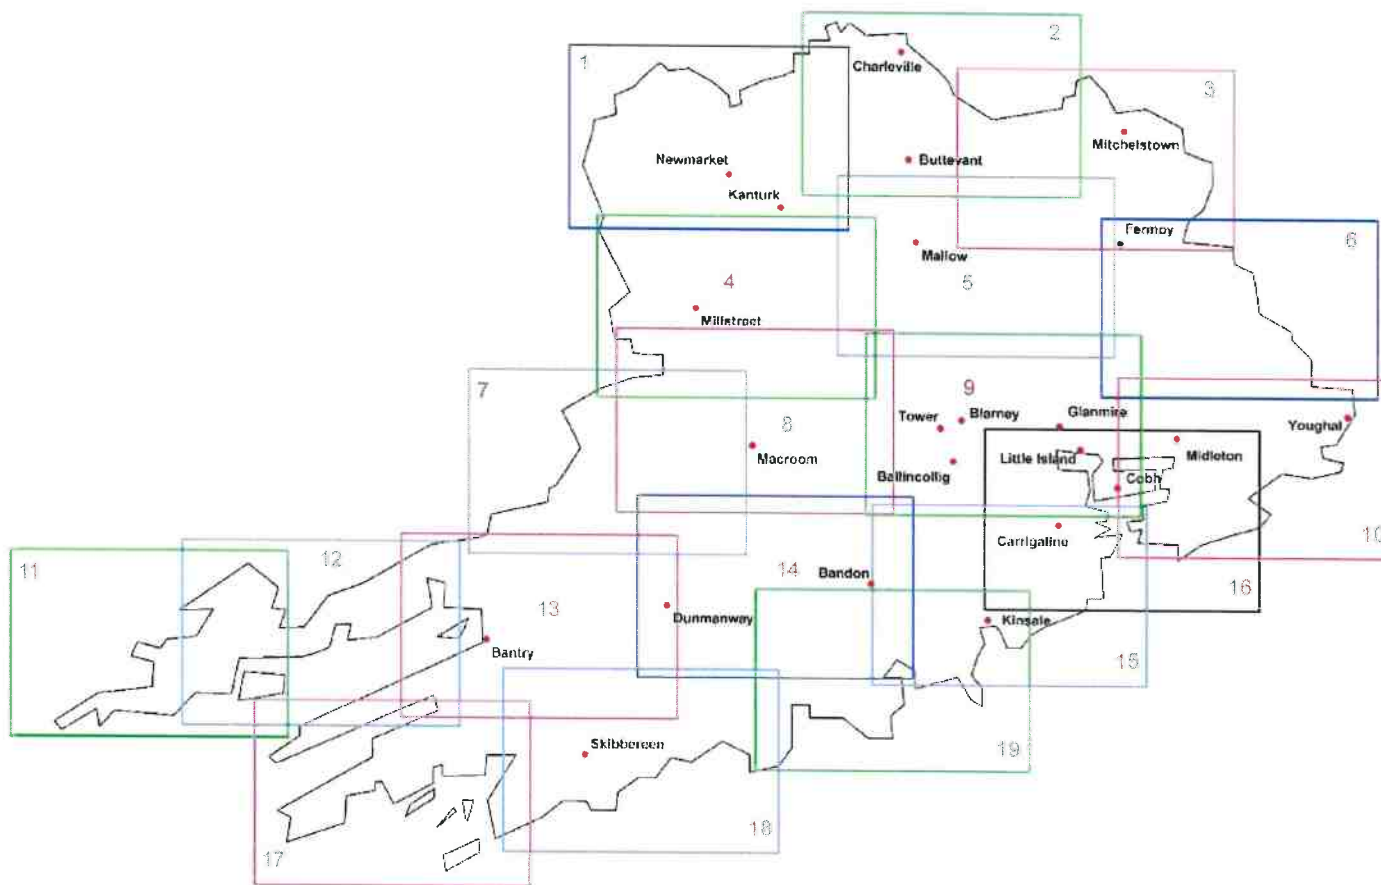 2
1
Charleville
3
Mitchelstown
Newmarket
Buttevant
Kanturk
Fermoy
6
Mallow
4
5
Millstreet
7
9
Blarney
Glanmire
Tower
Youghal
8
Macroom
Little Island
Midleton
Ballincollig
Cobh
Carrigaline
10
11
12
13
14
Bandon
16
Dunmanway
Kinsale
Bantry
15
Skibbereen
19
18
17